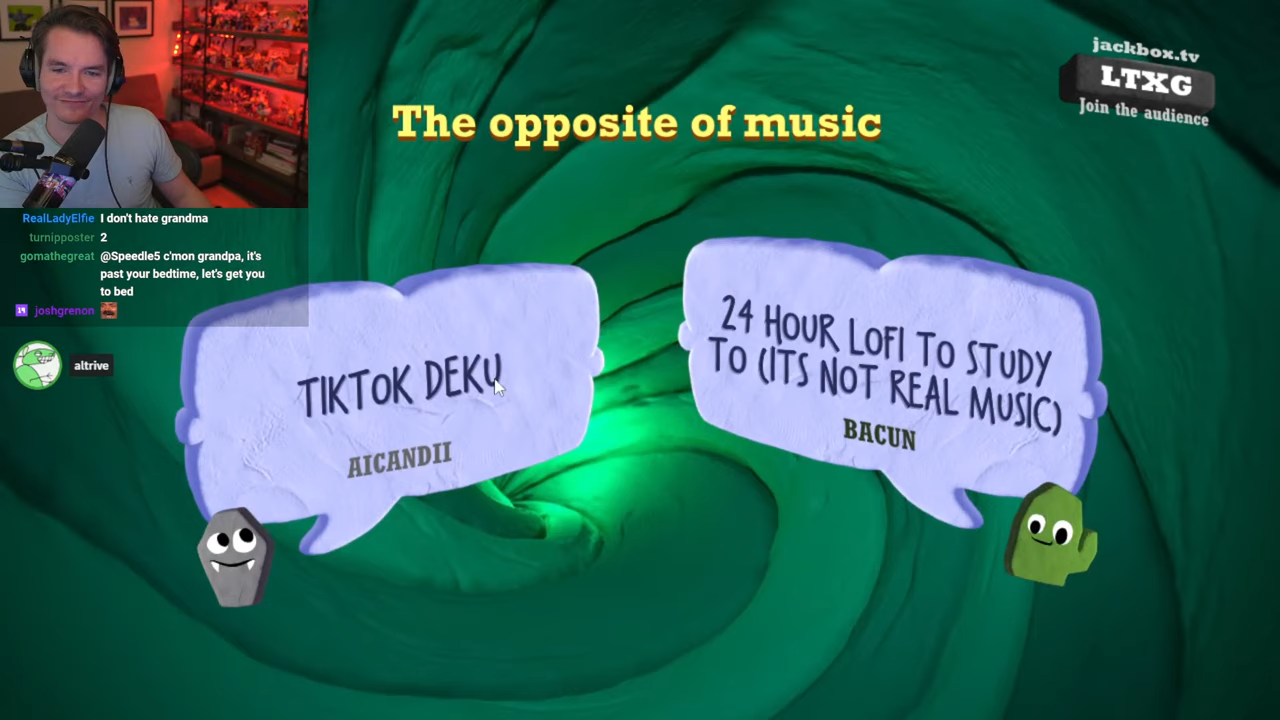 jackbox.tv
LTXG
Join the audience
The opposite of music
RealLadyElfie I don't hate grandma
turnipposter 2
gomathegreat @Speedle5 c'mon grandpa, it's
past your bedtime, let's get you
to bed
19 joshgrenon
altrive
TIKTOK DEKU
AICANDII
24 HOUR LOFI TO STUDY
TO (ITS NOT REAL MUSIC)
BACUN